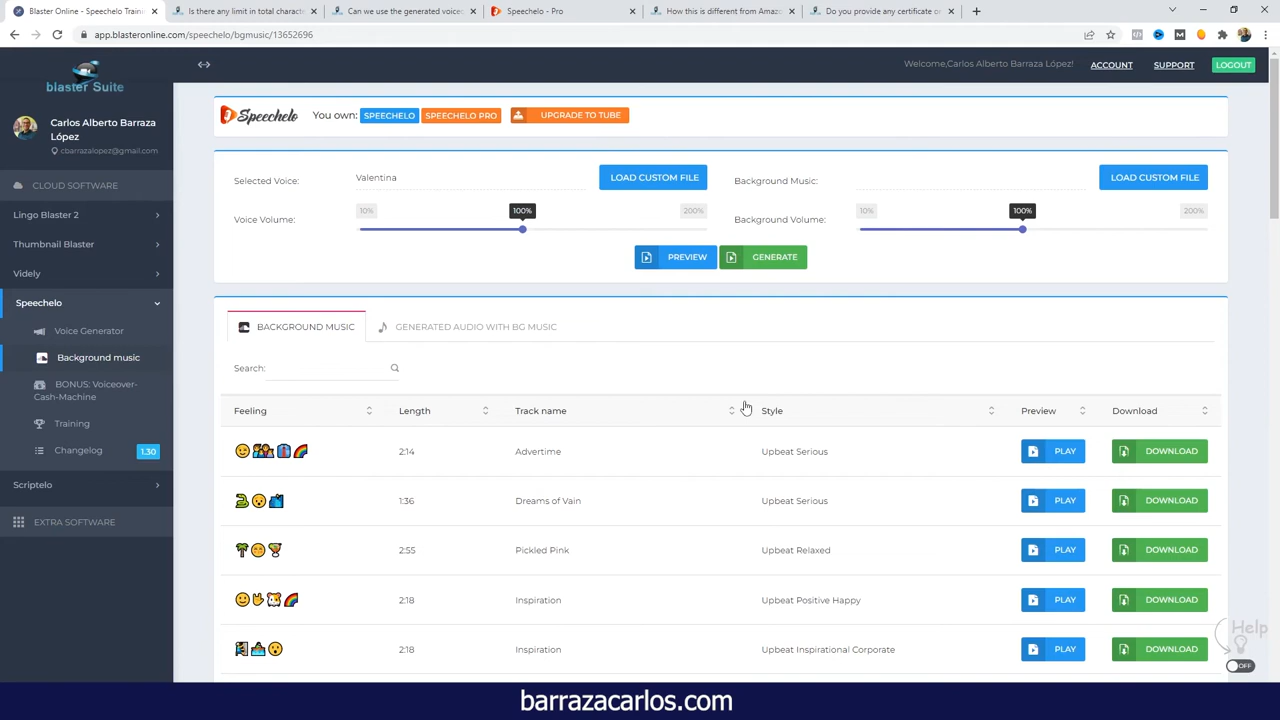 Blaster Online - Speechelo Traini
Is there any limit in total characte
Can we use the generated voice
Speechelo - Pro
How this is different from Amazo
Do you provide any certificate or
app.blasteronline.com/speechelo/bgmusic/13652696
blaster Suite
Welcome,Carlos Alberto Barraza López!
ACCOUNT
SUPPORT
LOGOUT
Carlos Alberto Barraza
López
cbarrazalopez@gmail.com
CLOUD SOFTWARE
Lingo Blaster 2
Thumbnail Blaster
Videly
Speechelo
Voice Generator
Background music
BONUS: Voiceover-
Cash-Machine
Training
Changelog
1.30
Scriptelo
EXTRA SOFTWARE
Speechelo
You own:
SPEECHELO
SPEECHELO PRO
UPGRADE TO TUBE
Selected Voice:
Valentina
LOAD CUSTOM FILE
Background Music:
LOAD CUSTOM FILE
Voice Volume:
10%
100%
200%
Background Volume:
10%
100%
200%
PREVIEW
GENERATE
BACKGROUND MUSIC
GENERATED AUDIO WITH BG MUSIC
Search:
Feeling Length Track name Style Preview Download
2:14 Advertime Upbeat Serious PLAY DOWNLOAD
1:36 Dreams of Vain Upbeat Serious PLAY DOWNLOAD
2:55 Pickled Pink Upbeat Relaxed PLAY DOWNLOAD
2:18 Inspiration Upbeat Positive Happy PLAY DOWNLOAD
2:18 Inspiration Upbeat Inspirational Corporate PLAY DOWNLOAD
Help
OFF
barrazacarlos.com